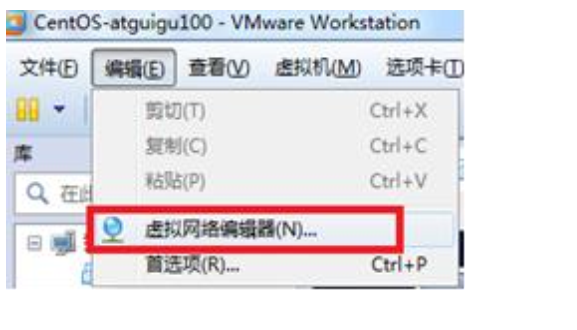 CentOS-atguigu100 - VMware Workstation
文件(F) 编辑(E) 查看(V) 虚拟机(M) 选项卡(T)
剪切(T) Ctrl+X
库
复制(C) Ctrl+C
粘贴(P) Ctrl+V
在此
虚拟网络编辑器(N)...
首选项(R)... Ctrl+P